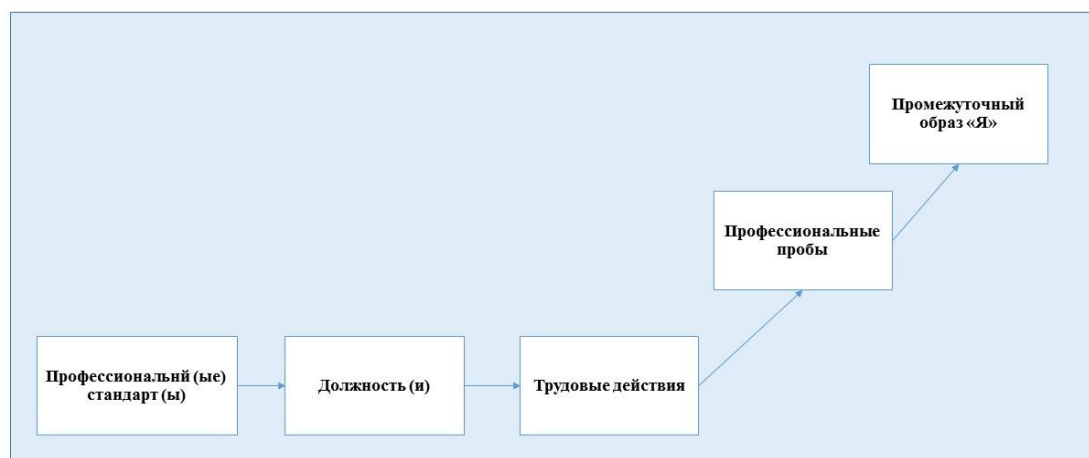 Промежуточный
образ «Я»
Профессиональные
пробы
Профессиональнй (ые)
стандарт (ы)
Должность (и)
Трудовые действия